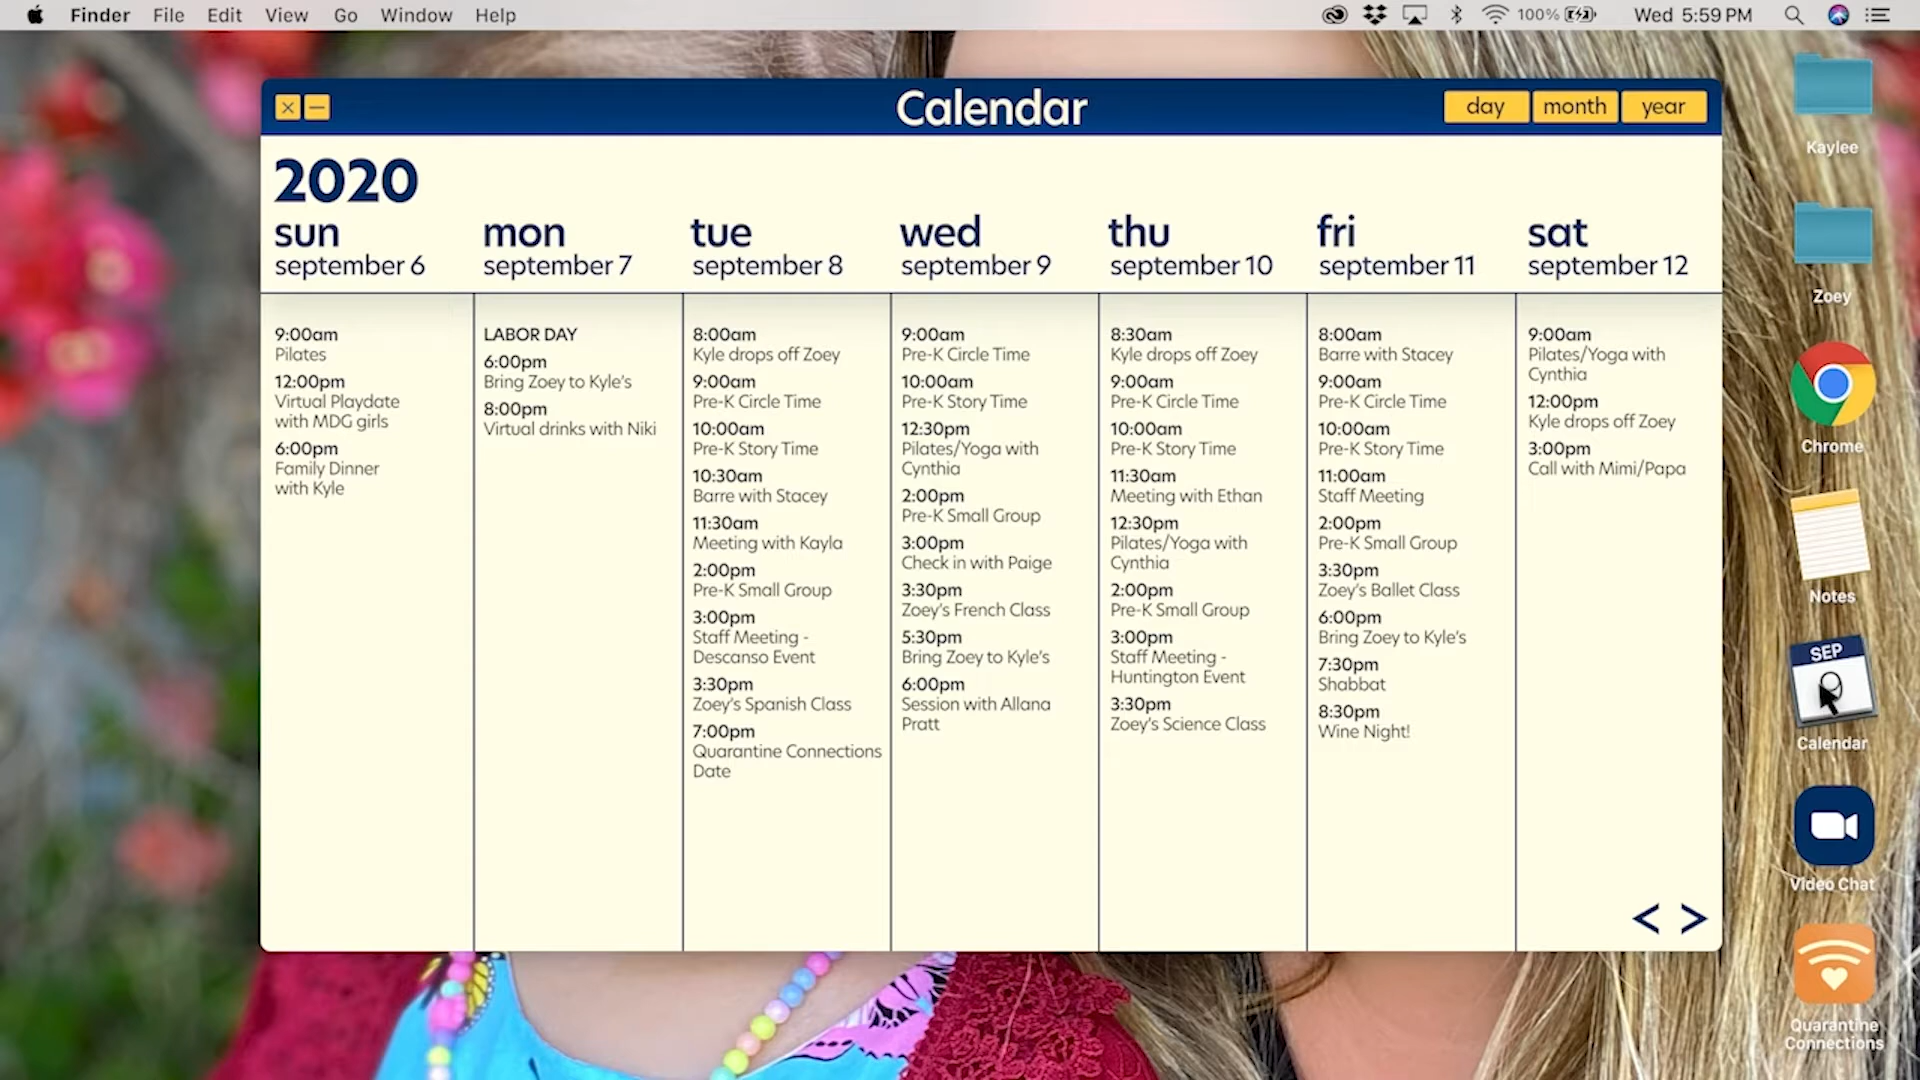 Finder File Edit View Go Window Help 100% Wed 5:59 PM
Calendar
day month year
2020
sun
september 6
9:00am
Pilates
12:00pm
Virtual Playdate
with MDG girls
6:00pm
Family Dinner
with Kyle
mon
september 7
LABOR DAY
6:00pm
Bring Zoey to Kyle's
8:00pm
Virtual drinks with Niki
tue
september 8
8:00am
Kyle drops off Zoey
9:00am
Pre-K Circle Time
10:00am
Pre-K Story Time
10:30am
Barre with Stacey
11:30am
Meeting with Kayla
2:00pm
Pre-K Small Group
3:00pm
Staff Meeting -
Descanso Event
3:30pm
Zoey's Spanish Class
7:00pm
Quarantine Connections
Date
wed
september 9
9:00am
Pre-K Circle Time
10:00am
Pre-K Story Time
12:30pm
Pilates/Yoga with
Cynthia
2:00pm
Pre-K Small Group
3:00pm
Check in with Paige
3:30pm
Zoey's French Class
5:30pm
Bring Zoey to Kyle's
6:00pm
Session with Allana
Pratt
thu
september 10
8:30am
Kyle drops off Zoey
9:00am
Pre-K Circle Time
10:00am
Pre-K Story Time
11:30am
Meeting with Ethan
12:30pm
Pilates/Yoga with
Cynthia
2:00pm
Pre-K Small Group
3:00pm
Staff Meeting -
Huntington Event
3:30pm
Zoey's Science Class
fri
september 11
8:00am
Barre with Stacey
9:00am
Pre-K Circle Time
10:00am
Pre-K Story Time
11:00am
Staff Meeting
2:00pm
Pre-K Small Group
3:30pm
Zoey's Ballet Class
6:00pm
Bring Zoey to Kyle's
7:30pm
Shabbat
8:30pm
Wine Night!
sat
september 12
9:00am
Pilates/Yoga with
Cynthia
12:00pm
Kyle drops off Zoey
3:00pm
Call with Mimi/Papa
< >
Kaylee
Zoey
Chrome
Notes
SEP
9
Calendar
Video Chat
Quarantine
Connections